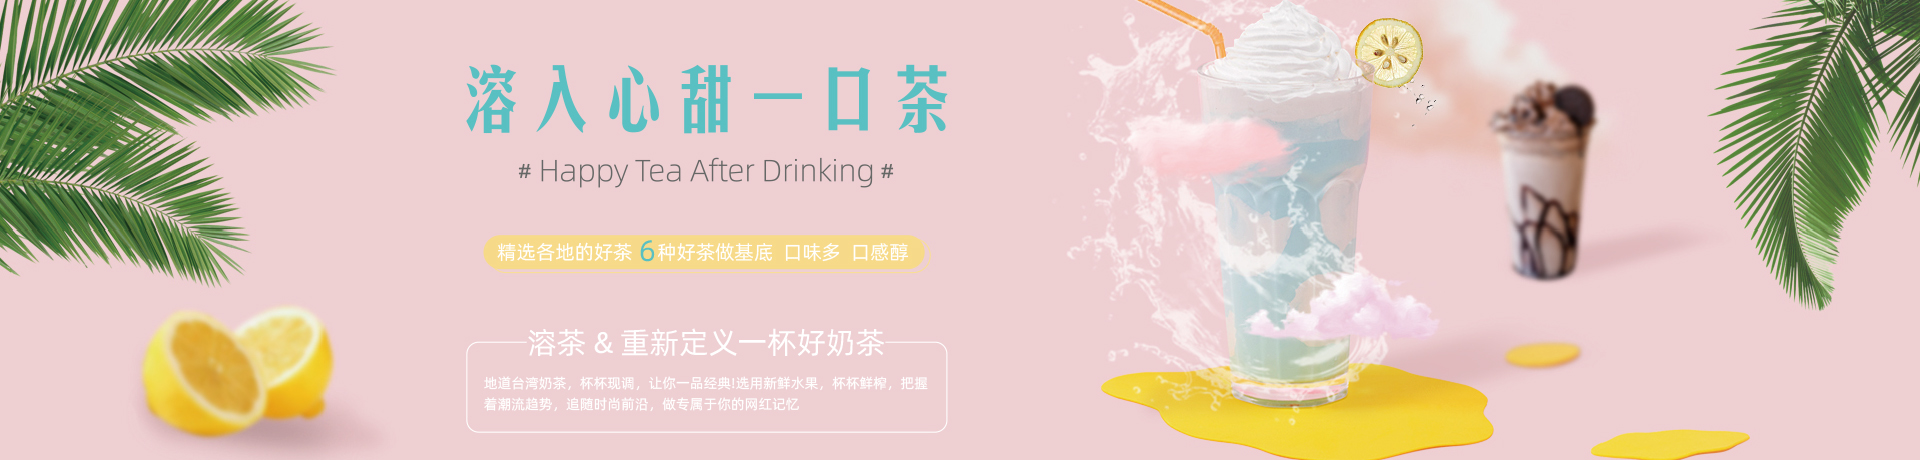 溶入心甜一口茶
# Happy Tea After Drinking #
精选各地的好茶 6种好茶做基底 口味多 口感醇
溶茶 & 重新定义一杯好奶茶
地道台湾奶茶，杯杯现调，让你一品经典!选用新鲜水果，杯杯鲜榨，把握
着潮流趋势，追随时尚前沿，做专属于你的网红记忆